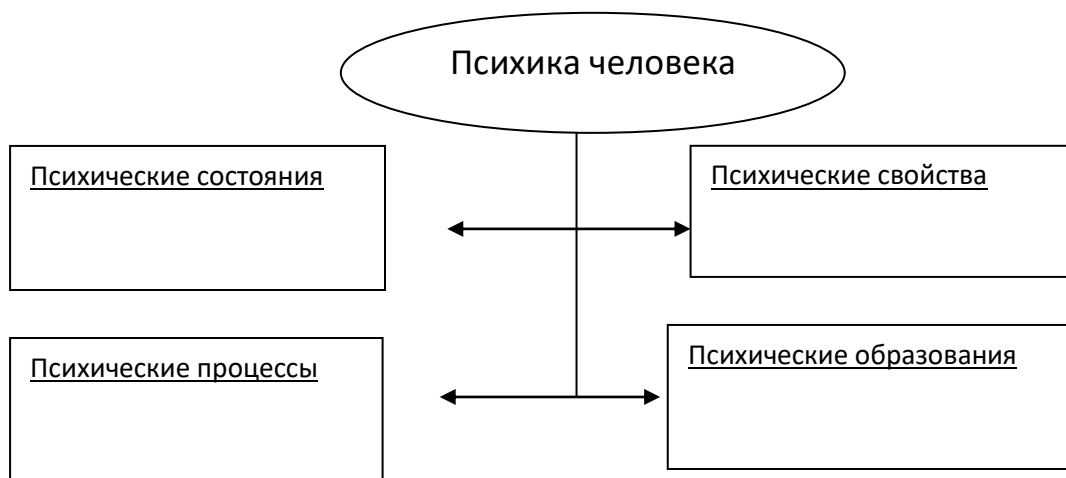 Психика человека
Психические состояния
Психические свойства
Психические процессы
Психические образования